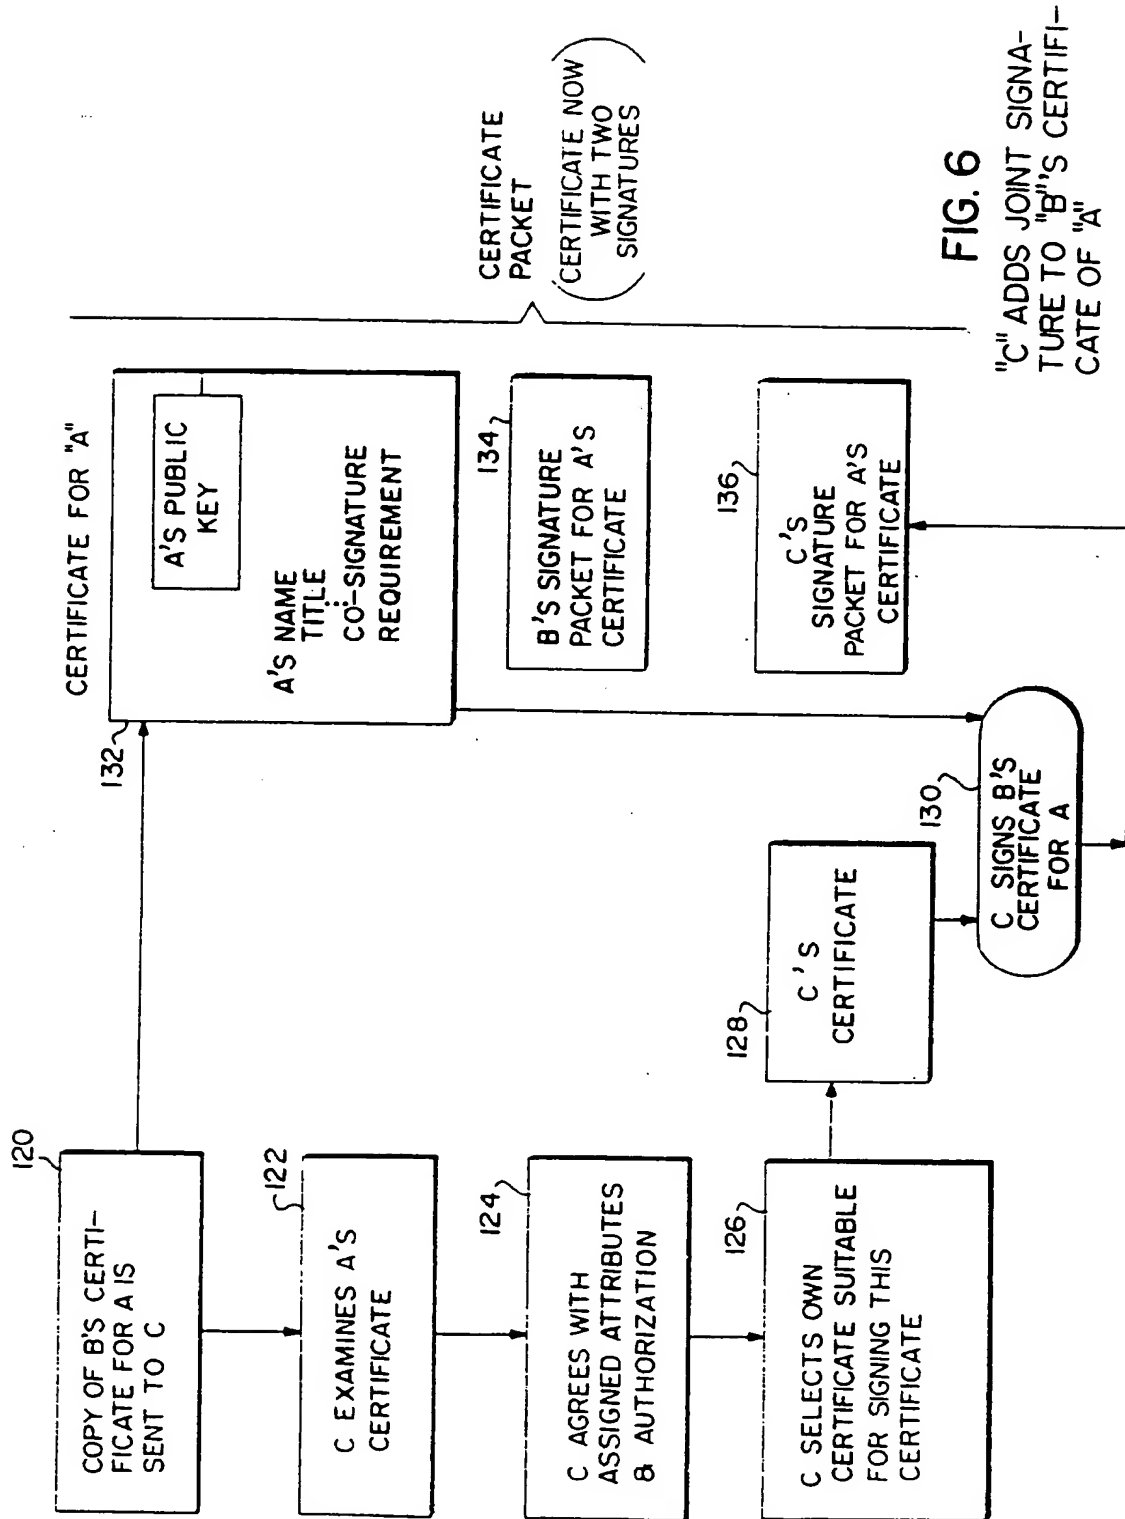 120
COPY OF B'S CERTI-
FICATE FOR A IS
SENT TO C
122
C EXAMINES A'S
CERTIFICATE
124
C AGREES WITH
ASSIGNED ATTRIBUTES
& AUTHORIZATION
126
C SELECTS OWN
CERTIFICATE SUITABLE
FOR SIGNING THIS
CERTIFICATE
128
C'S
CERTIFICATE
130
C SIGNS B'S
CERTIFICATE
FOR A
132
CERTIFICATE FOR "A"
A'S PUBLIC
KEY
A'S NAME
TITLE
CO-SIGNATURE
REQUIREMENT
134
B'S SIGNATURE
PACKET FOR A'S
CERTIFICATE
136
C'S
SIGNATURE
PACKET FOR A'S
CERTIFICATE
CERTIFICATE
PACKET
(CERTIFICATE NOW
WITH TWO
SIGNATURES)
FIG. 6
"C" ADDS JOINT SIGNA-
TURE TO "B"'S CERTIFI-
CATE OF "A"